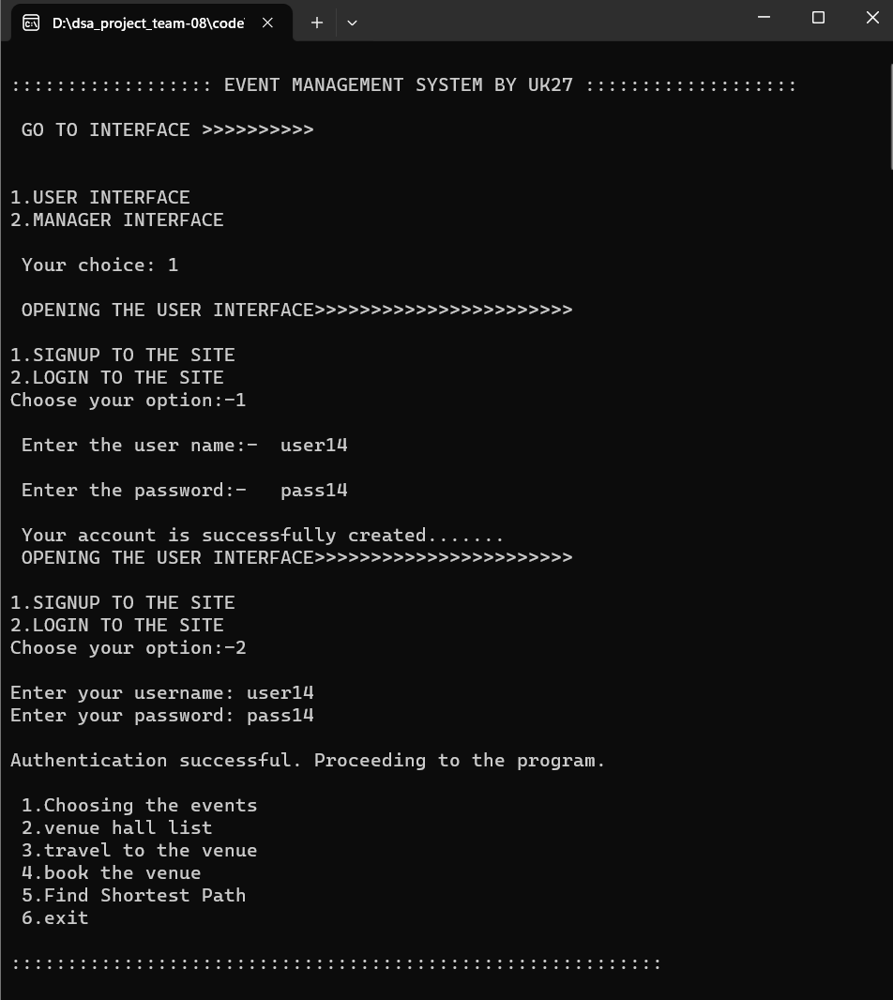 D:\dsa_project_team-08\code
:::::::::::::::::: EVENT MANAGEMENT SYSTEM BY UK27 :::::::::::::::::::
GO TO INTERFACE >>>>>>>>>>
1.USER INTERFACE
2.MANAGER INTERFACE
Your choice: 1
OPENING THE USER INTERFACE>>>>>>>>>>>>>>>>>>>>>>>
1.SIGNUP TO THE SITE
2.LOGIN TO THE SITE
Choose your option:-1
Enter the user name:-  user14
Enter the password:-   pass14
Your account is successfully created.......
OPENING THE USER INTERFACE>>>>>>>>>>>>>>>>>>>>>>>
1.SIGNUP TO THE SITE
2.LOGIN TO THE SITE
Choose your option:-2
Enter your username: user14
Enter your password: pass14
Authentication successful. Proceeding to the program.
1.Choosing the events
2.venue hall list
3.travel to the venue
4.book the venue
5.Find Shortest Path
6.exit
::::::::::::::::::::::::::::::::::::::::::::::::::::::::::